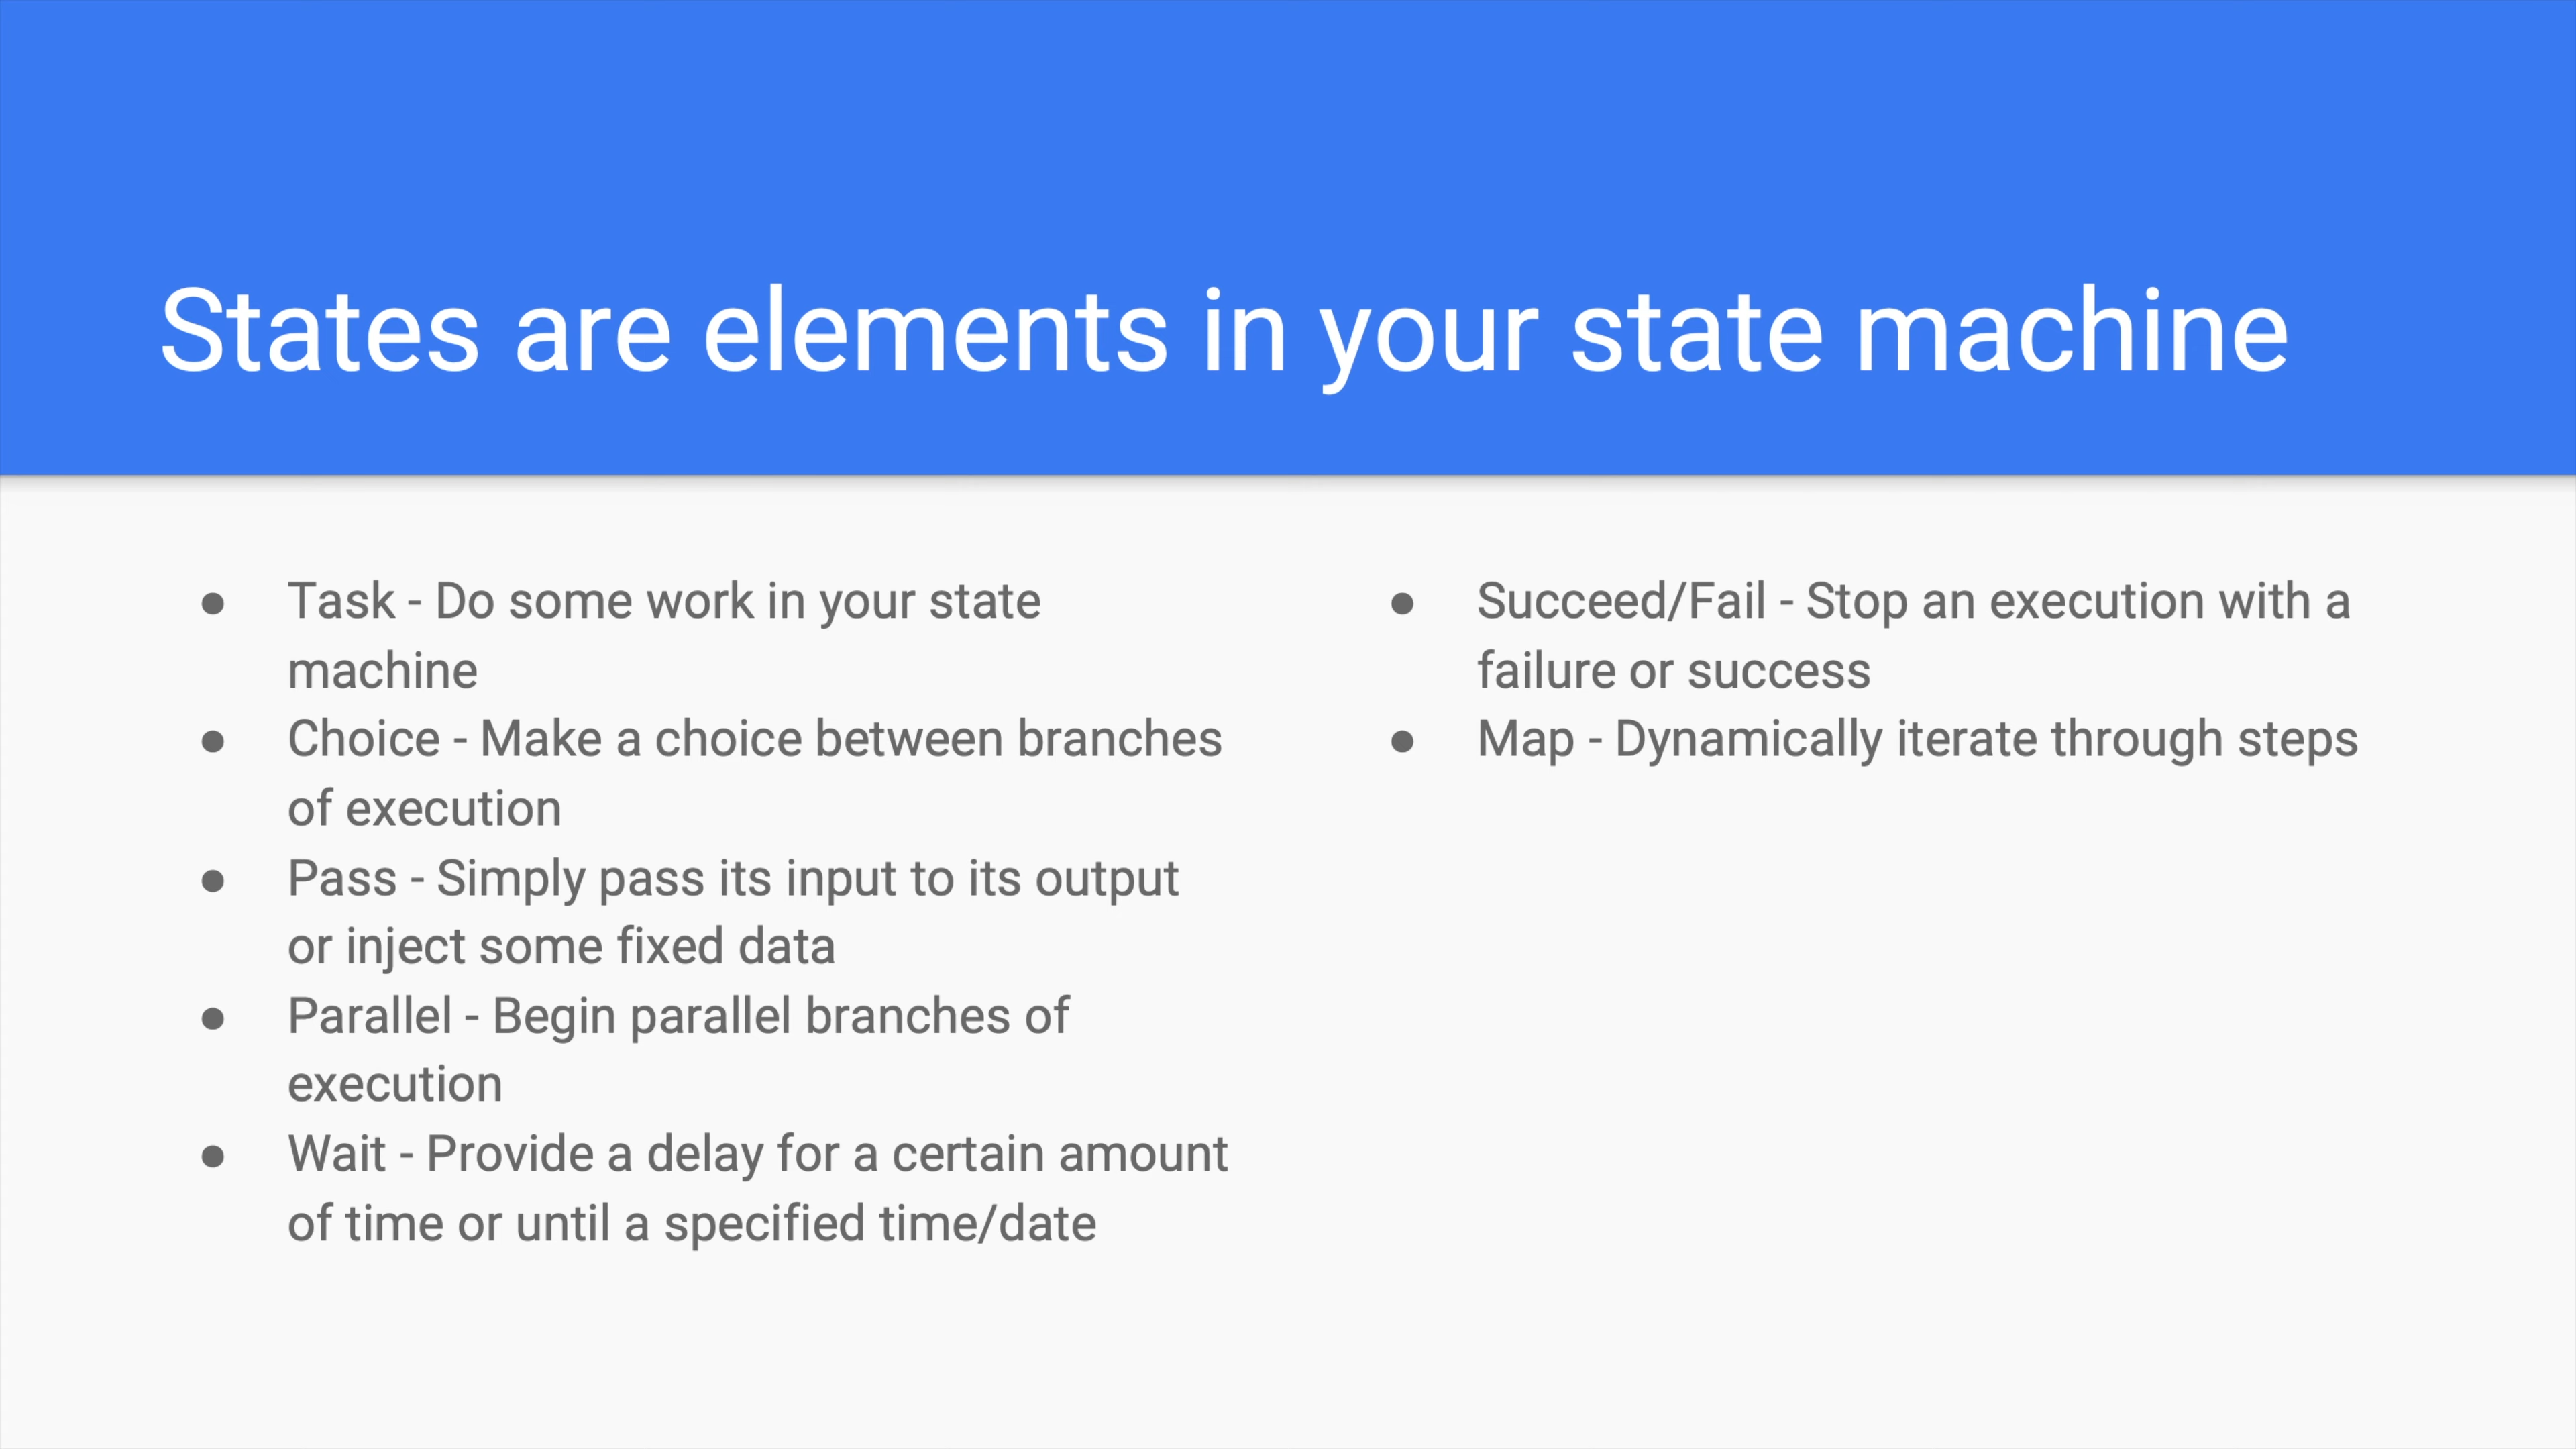 States are elements in your state machine
● Task - Do some work in your state
machine
● Choice - Make a choice between branches
of execution
● Pass - Simply pass its input to its output
or inject some fixed data
● Parallel - Begin parallel branches of
execution
● Wait - Provide a delay for a certain amount
of time or until a specified time/date
● Succeed/Fail - Stop an execution with a
failure or success
● Map - Dynamically iterate through steps